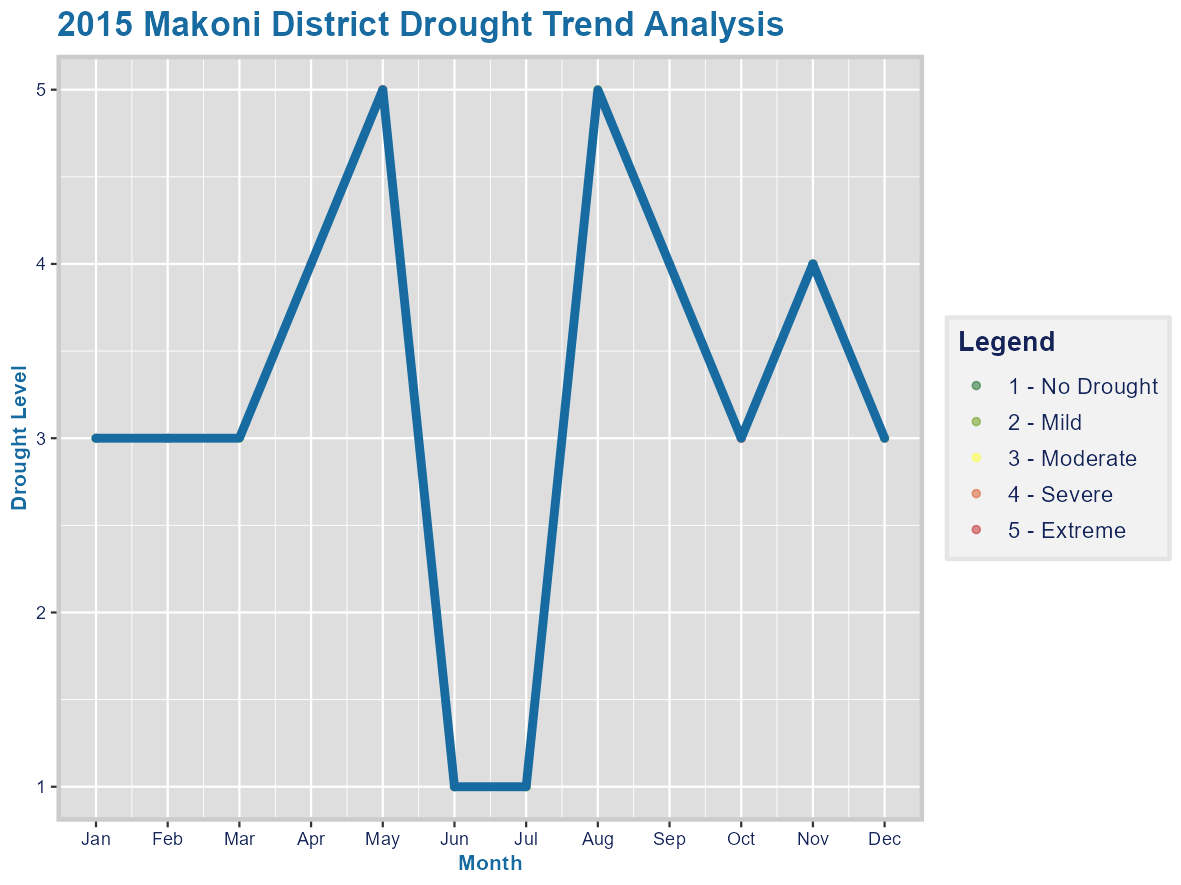 2015 Makoni District Drought Trend Analysis
Drought Level
5
4
3
2
1
Jan Feb Mar Apr May Jun Jul Aug Sep Oct Nov Dec
Month
Legend
1 - No Drought
2 - Mild
3 - Moderate
4 - Severe
5 - Extreme